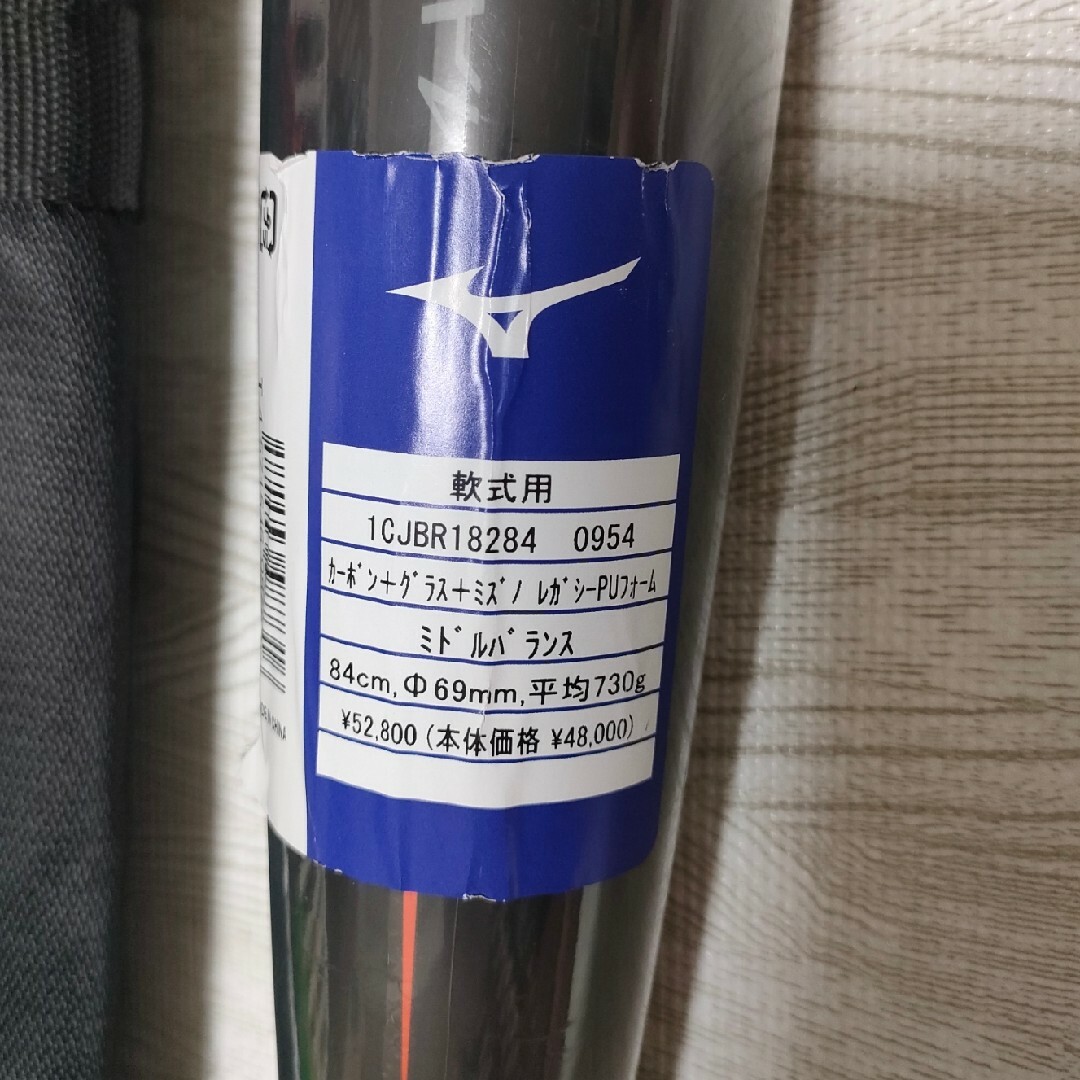 軟式用
1CJBR18284 0954
ｶｰﾎﾞﾝ+ｸﾞﾗｽ+ﾐｽﾞﾉ ﾚｶﾞｼｰPUﾌｫｰﾑ
ﾐﾄﾞﾙﾊﾞﾗﾝｽ
84cm,Φ69mm,平均730g
¥52,800(本体価格 ¥48,000)